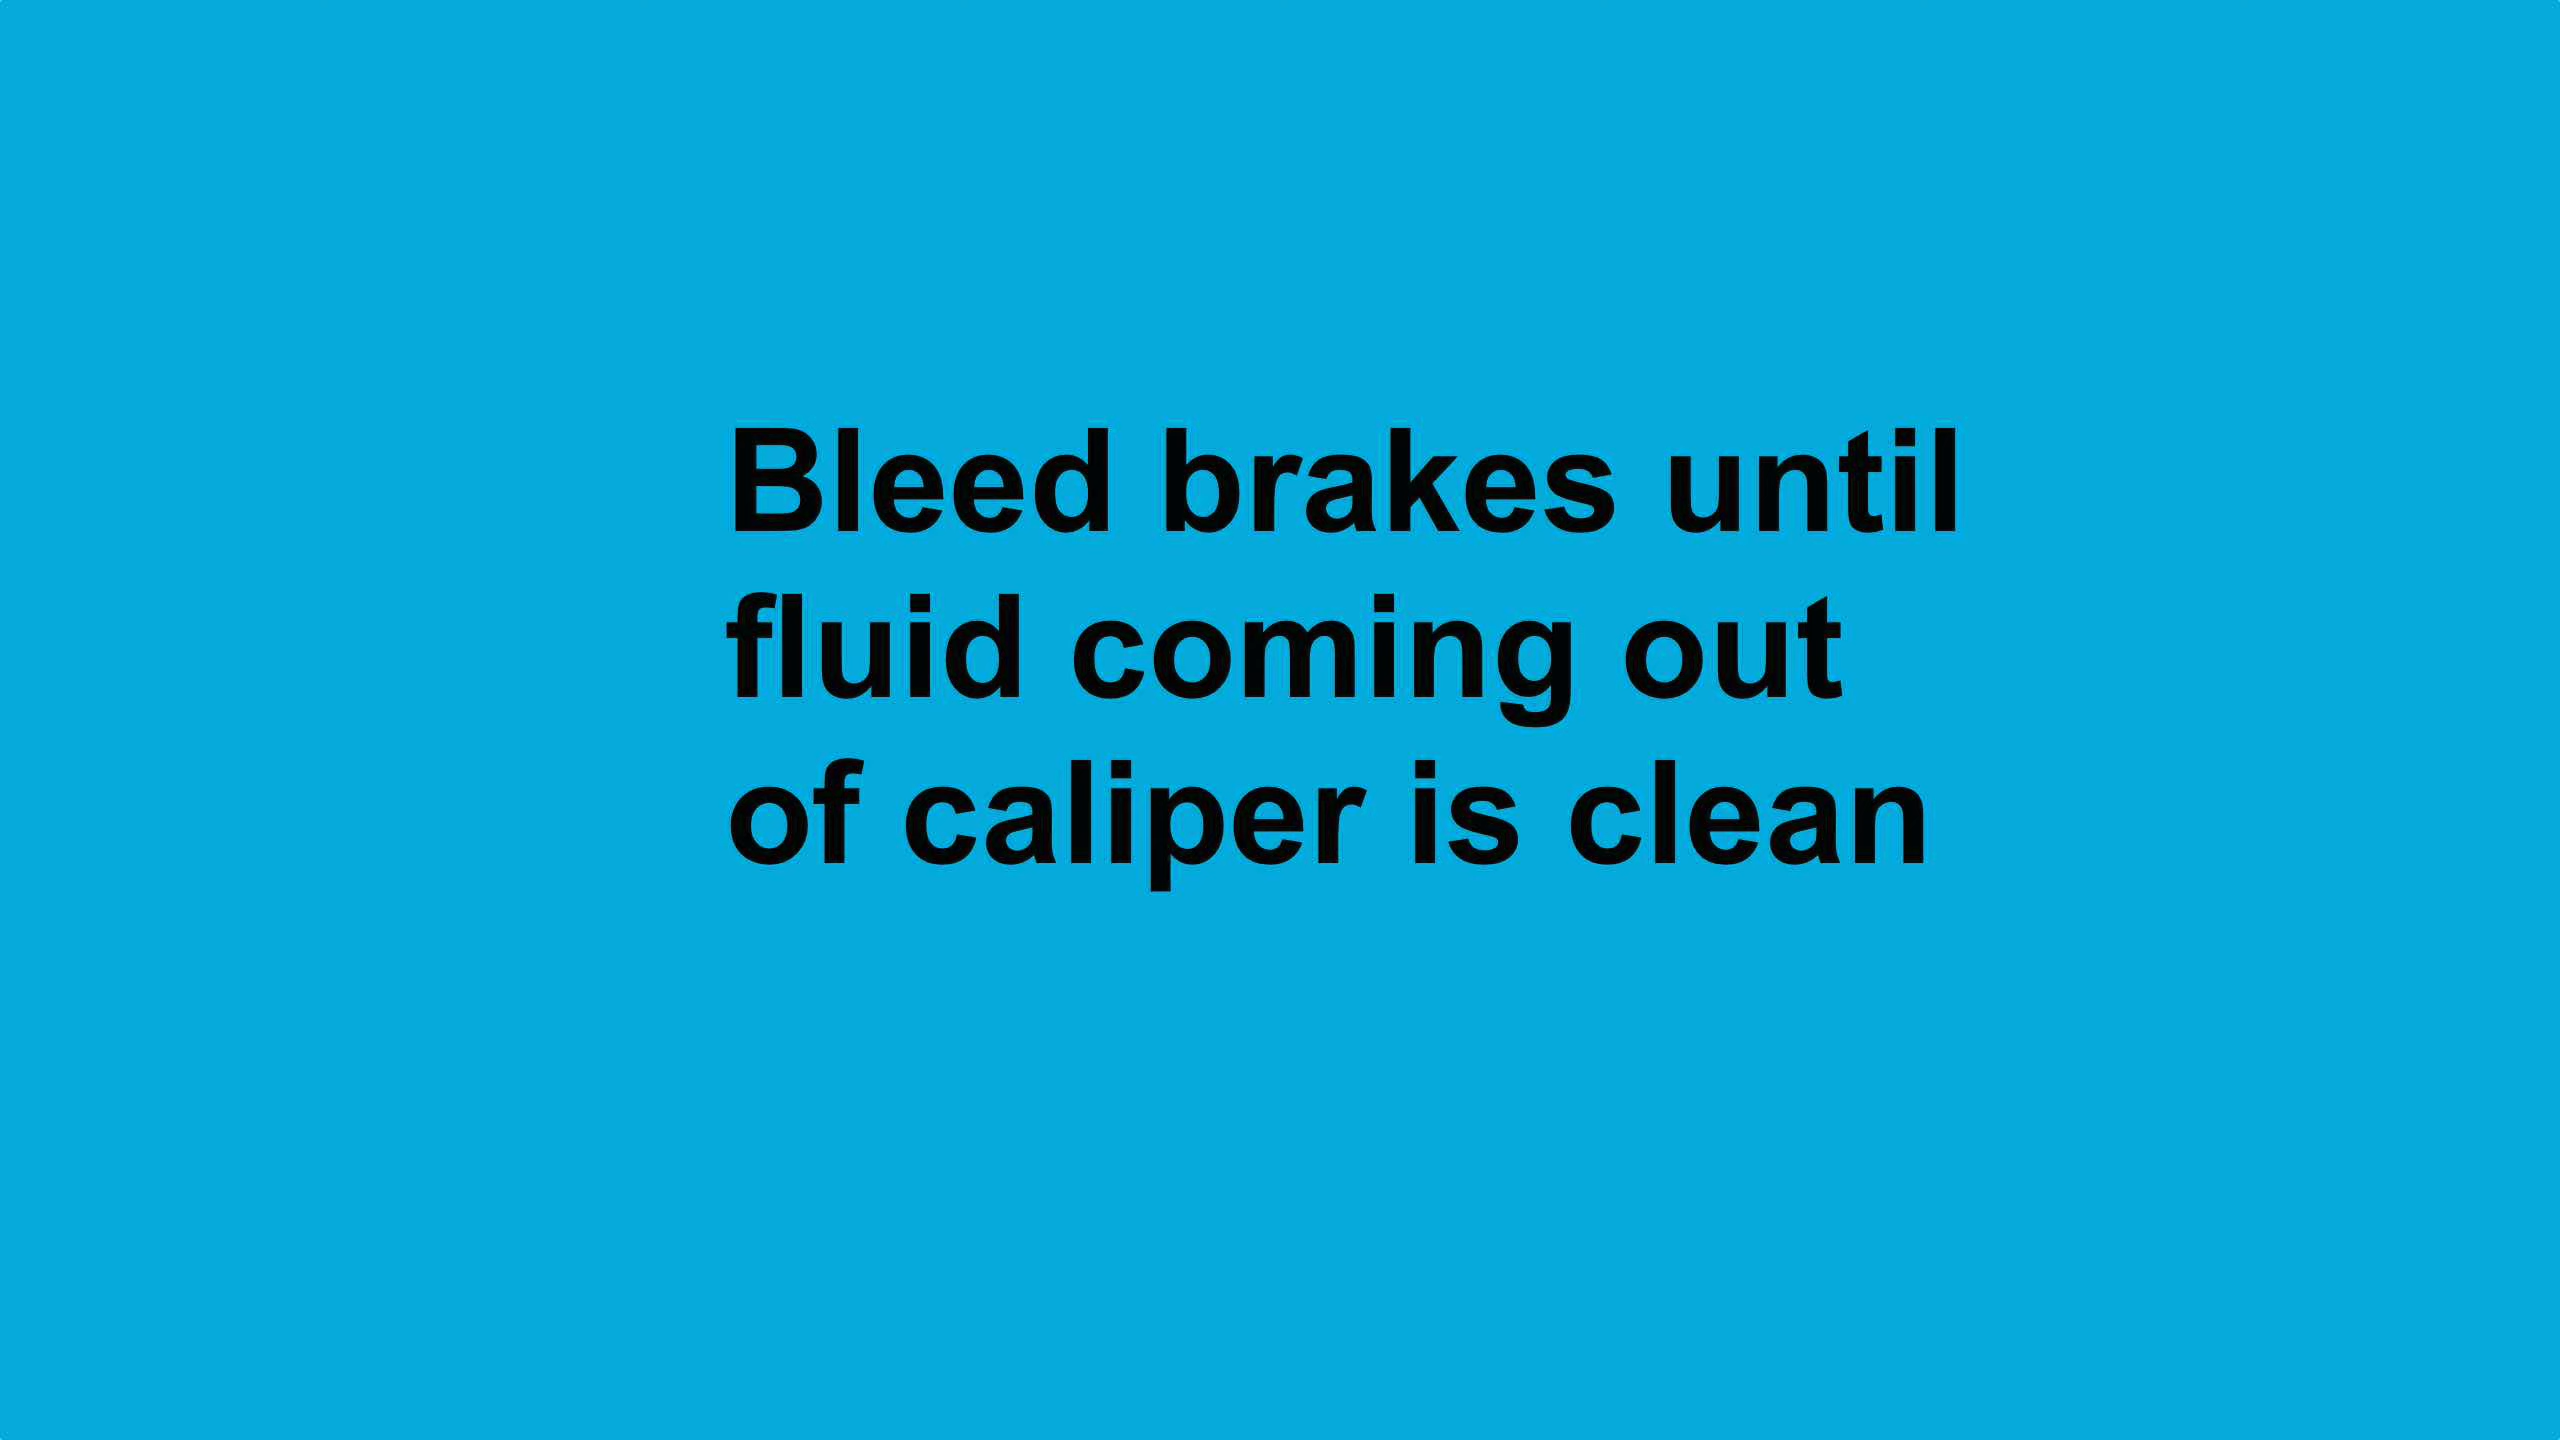 Bleed brakes until
fluid coming out
of caliper is clean